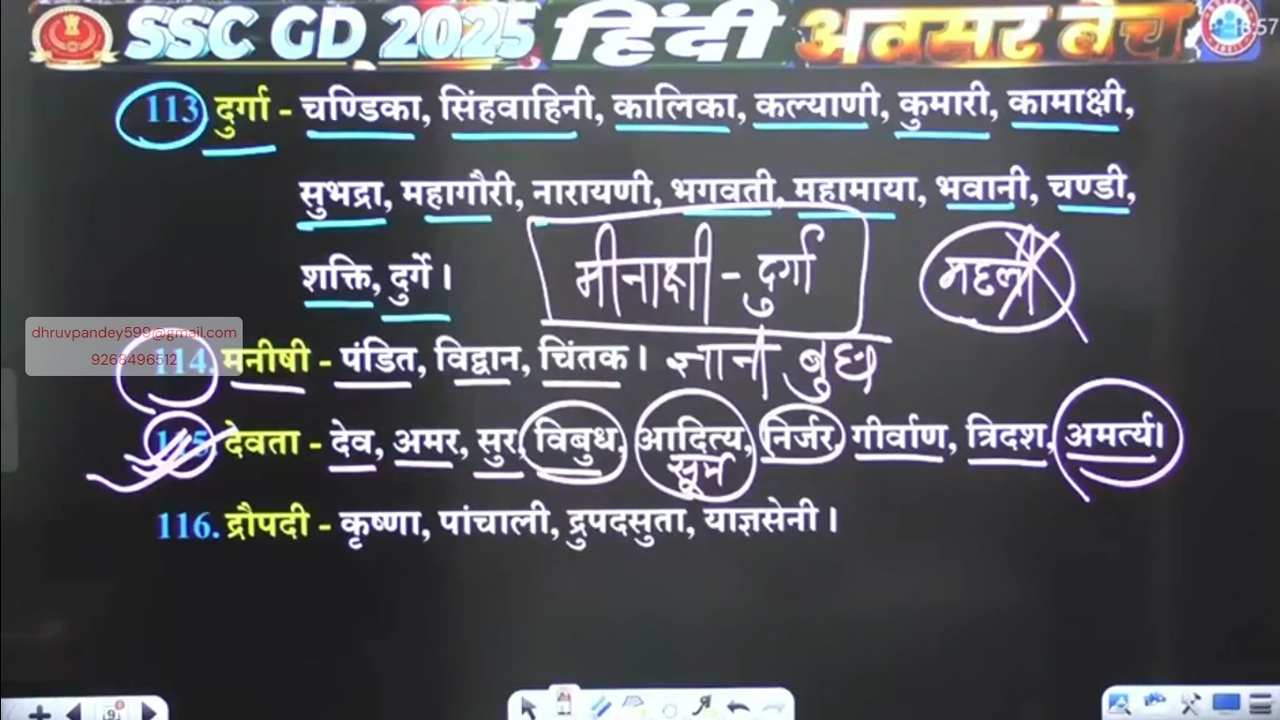 SSC GD 2025 हिंदी अवसर बैच
113 दुर्गा - चण्डिका, सिंहवाहिनी, कालिका, कल्याणी, कुमारी, कामाक्षी,
सुभद्रा, महागौरी, नारायणी, भगवती, महामाया, भवानी, चण्डी,
शक्ति, दुर्गे।
मीनाक्षी - दुर्गा
dhruvpandey599@gmail.com
9263496512
114. मनीषी - पंडित, विद्वान, चिंतक।
देवता - देव, अमर, सुर, विबुध, आदित्य, निर्जर, गीर्वाण, त्रिदश, अमर्त्य।
सूर्य
116. द्रौपदी - कृष्णा, पांचाली, द्रुपदसुता, याज्ञसेनी।